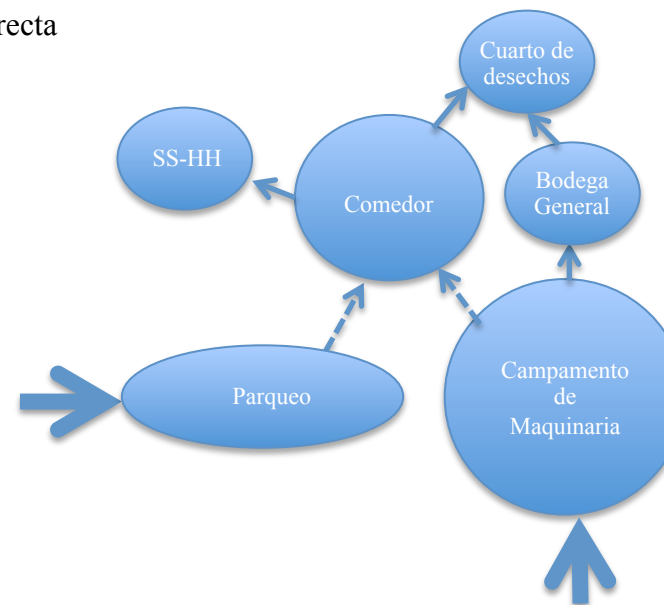 recta
Cuarto de
desechos
SS-HH
Comedor
Bodega
General
Parqueo
Campamento
de
Maquinaria